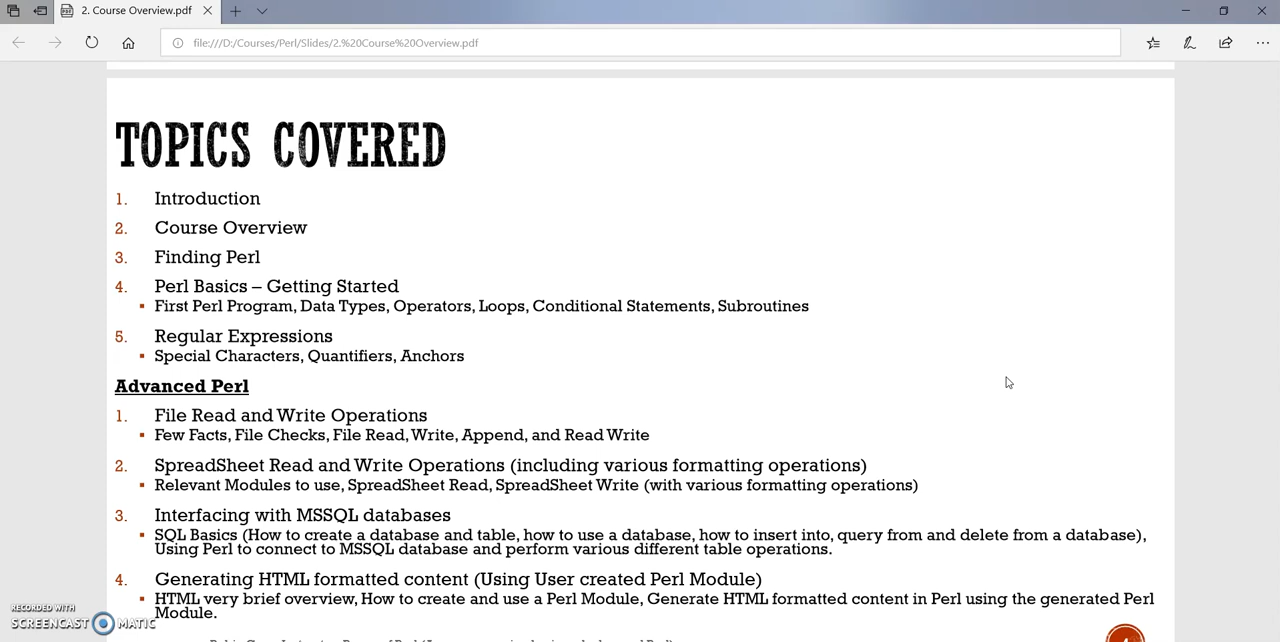 2. Course Overview.pdf
file:///D:/Courses/Perl/Slides/2.%20Course%20Overview.pdf
TOPICS COVERED
1. Introduction
2. Course Overview
3. Finding Perl
4. Perl Basics – Getting Started
▪ First Perl Program, Data Types, Operators, Loops, Conditional Statements, Subroutines
5. Regular Expressions
▪ Special Characters, Quantifiers, Anchors
Advanced Perl
1. File Read and Write Operations
▪ Few Facts, File Checks, File Read, Write, Append, and Read Write
2. SpreadSheet Read and Write Operations (including various formatting operations)
▪ Relevant Modules to use, SpreadSheet Read, SpreadSheet Write (with various formatting operations)
3. Interfacing with MSSQL databases
▪ SQL Basics (How to create a database and table, how to use a database, how to insert into, query from and delete from a database),
Using Perl to connect to MSSQL database and perform various different table operations.
4. Generating HTML formatted content (Using User created Perl Module)
▪ HTML very brief overview, How to create and use a Perl Module, Generate HTML formatted content in Perl using the generated Perl
Module.
RECORDED WITH
SCREENCAST MATIC